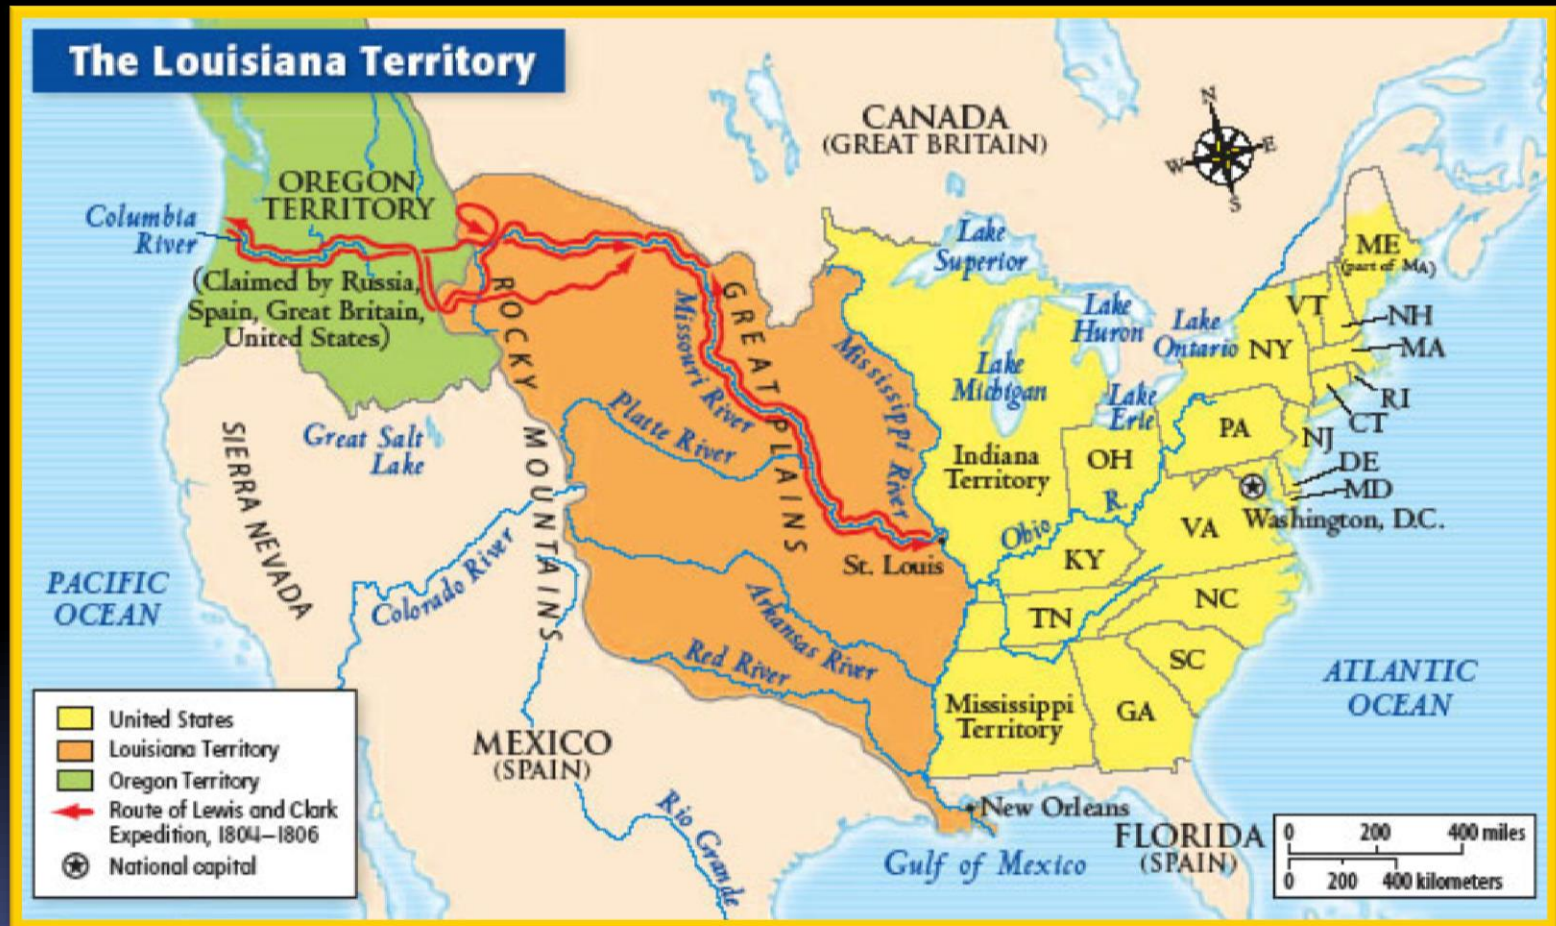 The Louisiana Territory
CANADA
(GREAT BRITAIN)
N
E
W
S
OREGON
TERRITORY
Columbia
River
(Claimed by Russia,
Spain, Great Britain,
United States)
Lake
Superior
ME
(part of MA)
VT
NH
Lake
Huron
Lake
Ontario
NY
MA
Lake
Michigan
Lake
Erie
RI
CT
PA
NJ
DE
MD
Washington, D.C.
ROCKY MOUNTAINS
GREAT PLAINS
Missouri River
Mississippi River
Platte River
Great Salt
Lake
SIERRA NEVADA
Indiana
Territory
OH
Ohio R.
VA
KY
St. Louis
PACIFIC
OCEAN
Colorado River
Arkansas River
Red River
TN
NC
SC
ATLANTIC
OCEAN
Mississippi
Territory
GA
MEXICO
(SPAIN)
Rio Grande
New Orleans
FLORIDA
(SPAIN)
Gulf of Mexico
United States
Louisiana Territory
Oregon Territory
Route of Lewis and Clark
Expedition, 1804–1806
National capital
0 200 400 miles
0 200 400 kilometers